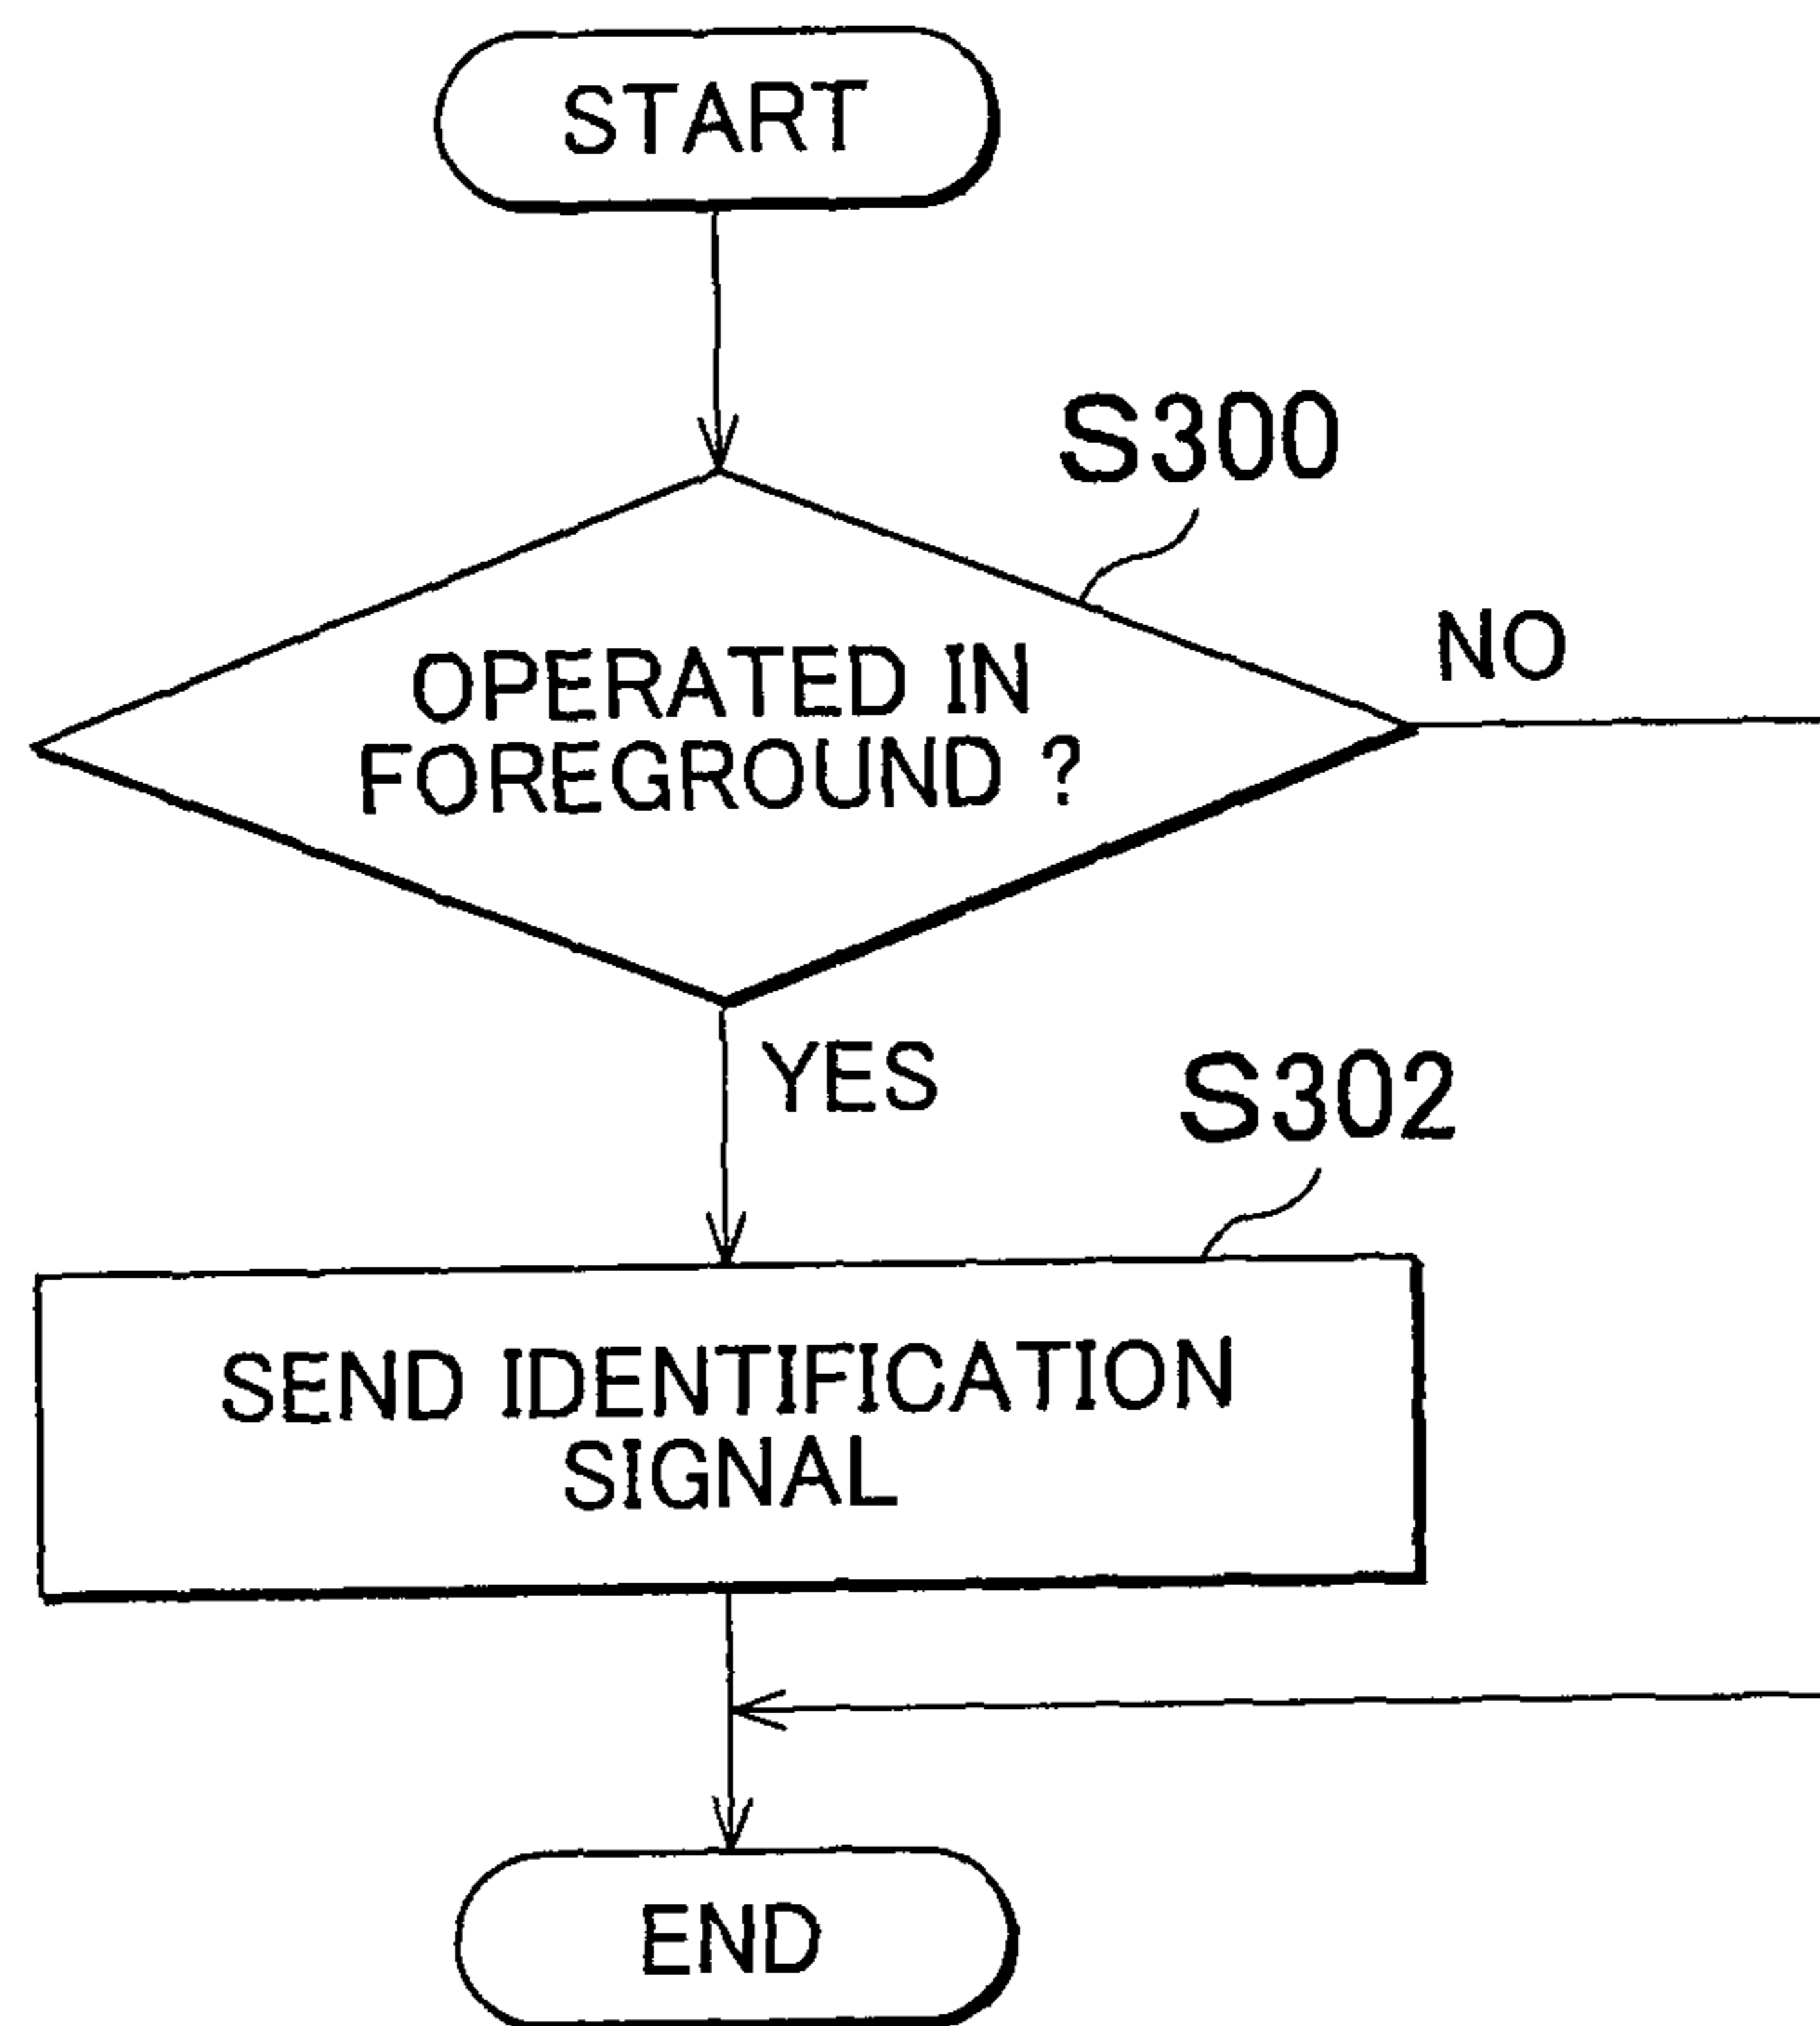 START
S300
NO
OPERATED IN
FOREGROUND ?
YES
S302
SEND IDENTIFICATION
SIGNAL
END